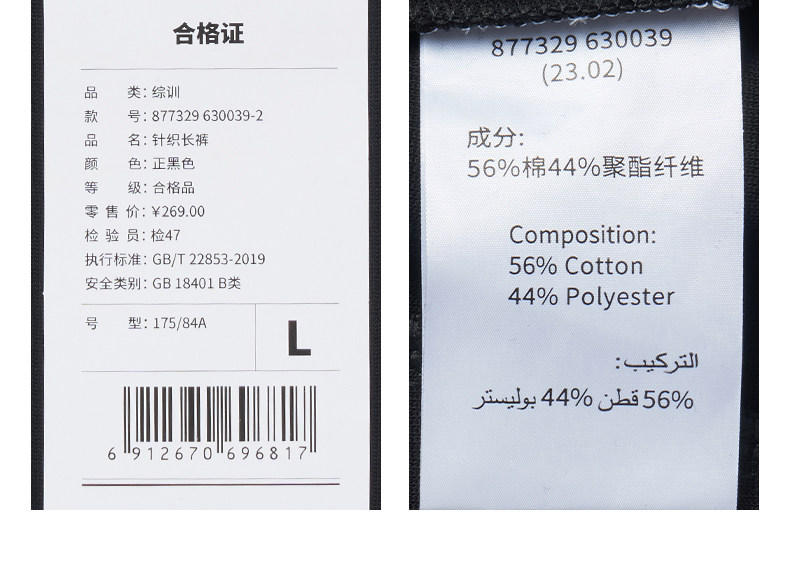 合格证
品 类: 综训
款 号: 877329 630039-2
品 名: 针织长裤
颜 色: 正黑色
等 级: 合格品
零 售 价: ¥269.00
检 验 员: 检47
执行标准: GB/T 22853-2019
安全类别: GB 18401 B类
号 型: 175/84A
L
6 912670 696817
877329 630039
(23.02)
成分:
56%棉44%聚酯纤维
Composition:
56% Cotton
44% Polyester
التركيب:
56% قطن 44% بوليستر